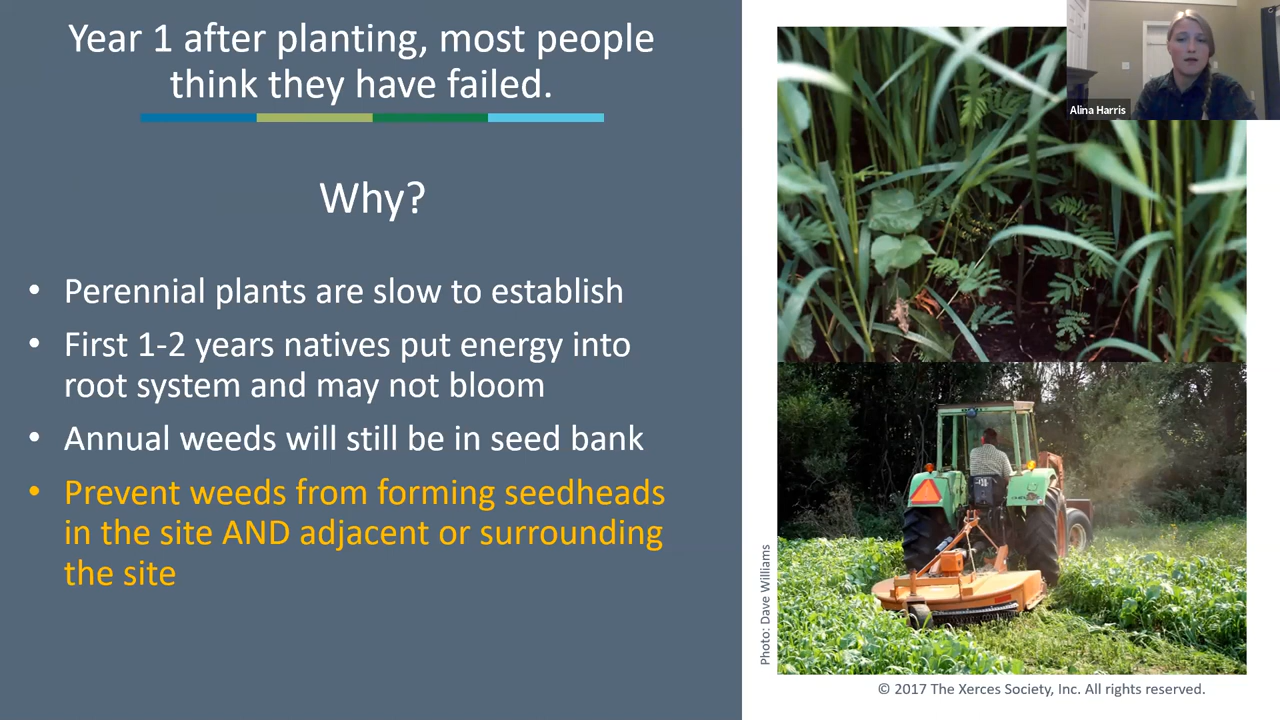 Year 1 after planting, most people
think they have failed.
Why?
• Perennial plants are slow to establish
• First 1-2 years natives put energy into
root system and may not bloom
• Annual weeds will still be in seed bank
• Prevent weeds from forming seedheads
in the site AND adjacent or surrounding
the site
Alina Harris
Photo: Dave Williams
© 2017 The Xerces Society, Inc. All rights reserved.